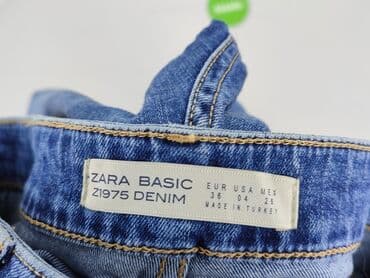 ZARA BASIC
Z1975 DENIM
EUR USA MEX
36 04 26
MADE IN TURKEY